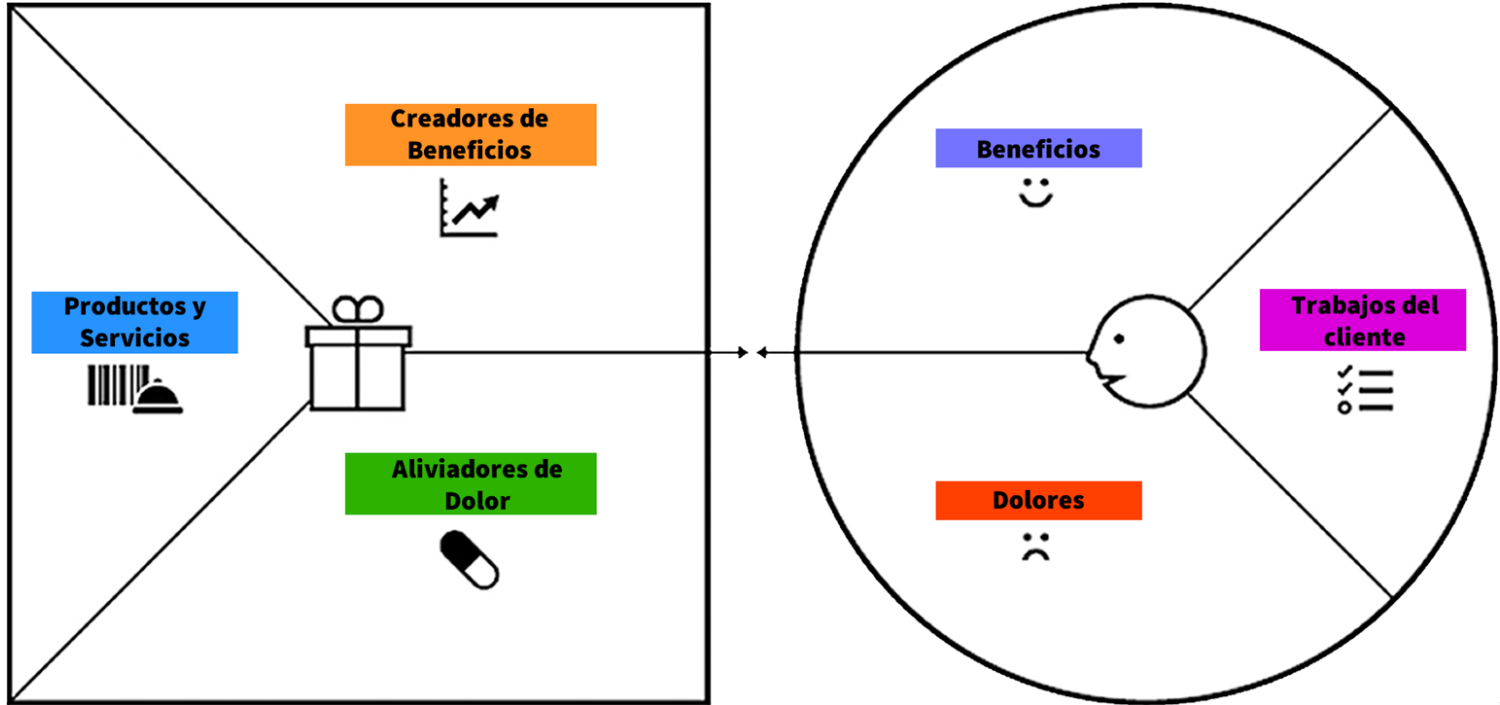 Creadores de
Beneficios
Productos y
Servicios
Aliviadores de
Dolor
Beneficios
Trabajos del
cliente
Dolores